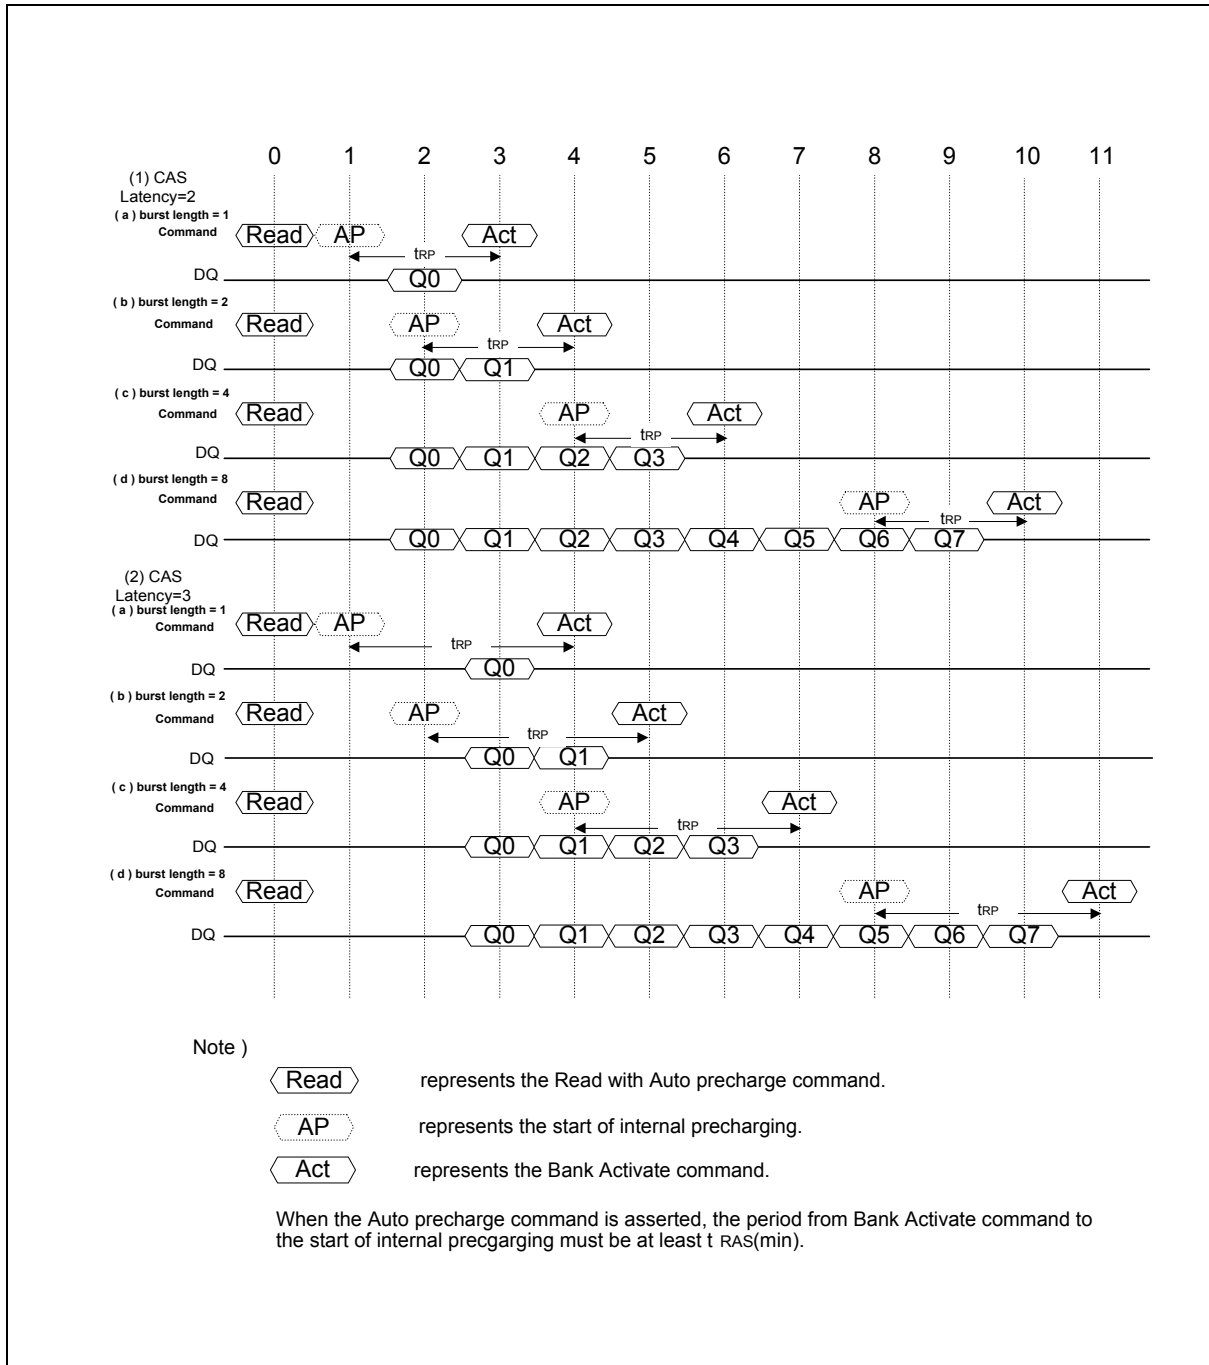 0 1 2 3 4 5 6 7 8 9 10 11
(1) CAS
Latency=2
( a ) burst length = 1
Command Read AP Act
tRP
DQ Q0
( b ) burst length = 2
Command Read AP Act
tRP
DQ Q0 Q1
( c ) burst length = 4
Command Read AP Act
tRP
DQ Q0 Q1 Q2 Q3
( d ) burst length = 8
Command Read AP Act
tRP
DQ Q0 Q1 Q2 Q3 Q4 Q5 Q6 Q7
(2) CAS
Latency=3
( a ) burst length = 1
Command Read AP Act
tRP
DQ Q0
( b ) burst length = 2
Command Read AP Act
tRP
DQ Q0 Q1
( c ) burst length = 4
Command Read AP Act
tRP
DQ Q0 Q1 Q2 Q3
( d ) burst length = 8
Command Read AP Act
tRP
DQ Q0 Q1 Q2 Q3 Q4 Q5 Q6 Q7
Note )
Read represents the Read with Auto precharge command.
AP represents the start of internal precharging.
Act represents the Bank Activate command.
When the Auto precharge command is asserted, the period from Bank Activate command to
the start of internal precgarging must be at least t RAS(min).